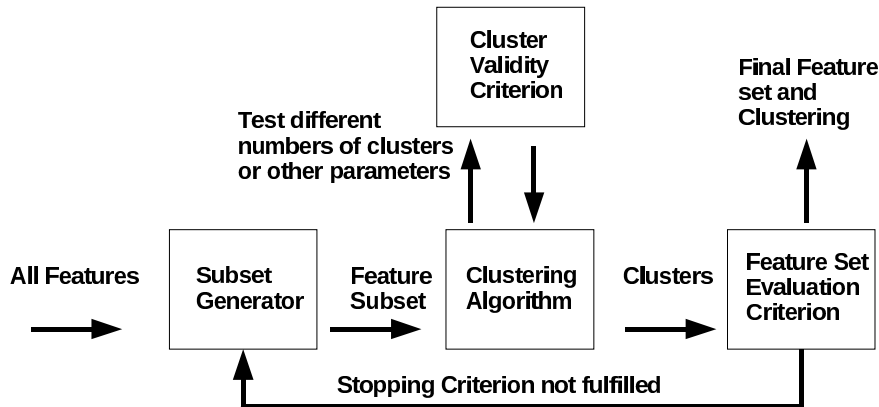 Cluster
Validity
Criterion
Final Feature
set and
Clustering
Test different
numbers of clusters
or other parameters
All Features
Subset
Generator
Feature
Subset
Clustering
Algorithm
Clusters
Feature Set
Evaluation
Criterion
Stopping Criterion not fulfilled